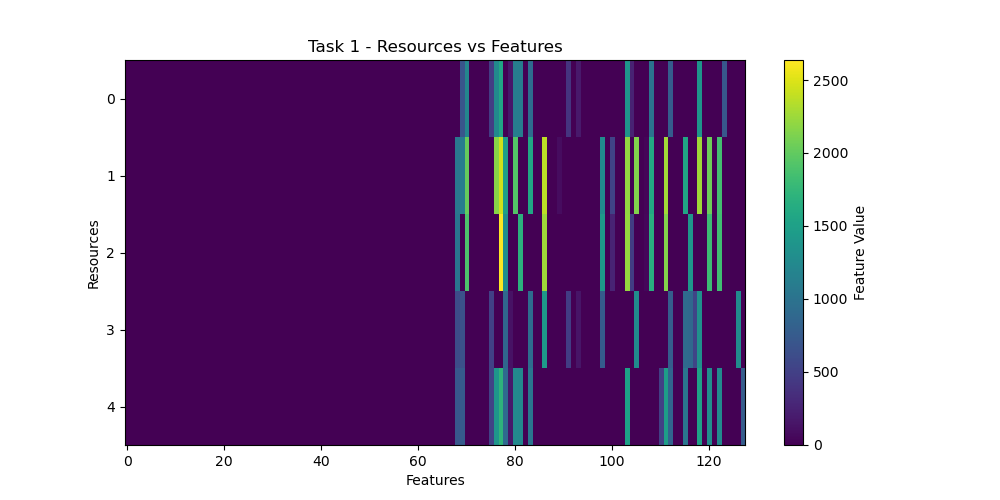 Task 1 - Resources vs Features
Resources
0
1
2
3
4
0 20 40 60 80 100 120
Features
2500
2000
1500
1000
500
0
Feature Value